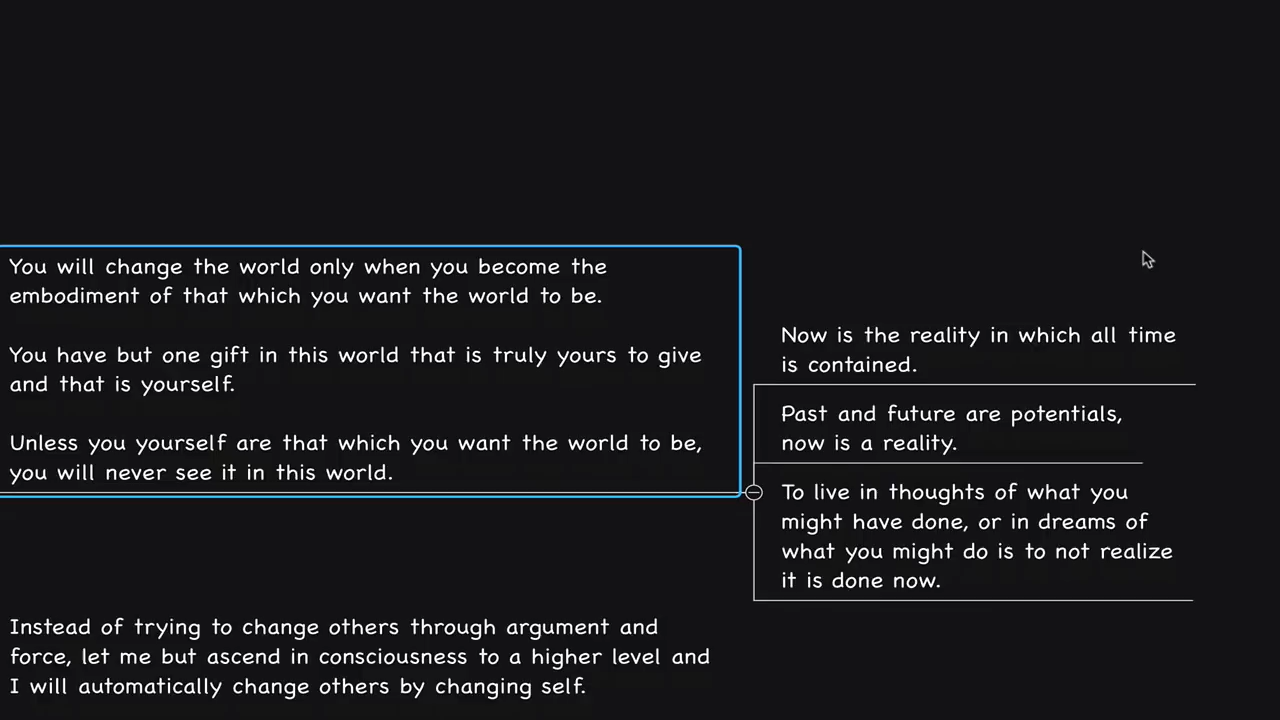 You will change the world only when you become the
embodiment of that which you want the world to be.
You have but one gift in this world that is truly yours to give
and that is yourself.
Unless you yourself are that which you want the world to be,
you will never see it in this world.
Now is the reality in which all time
is contained.
Past and future are potentials,
now is a reality.
To live in thoughts of what you
might have done, or in dreams of
what you might do is to not realize
it is done now.
Instead of trying to change others through argument and
force, let me but ascend in consciousness to a higher level and
I will automatically change others by changing self.